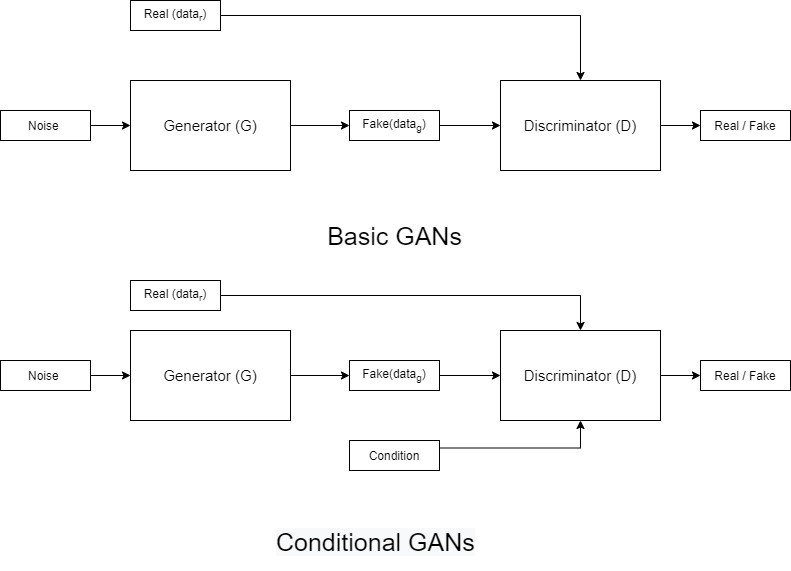 Real (data_r)
Noise
Generator (G)
Fake(data_g)
Discriminator (D)
Real / Fake
Basic GANs
Real (data_r)
Noise
Generator (G)
Fake(data_g)
Discriminator (D)
Real / Fake
Condition
Conditional GANs